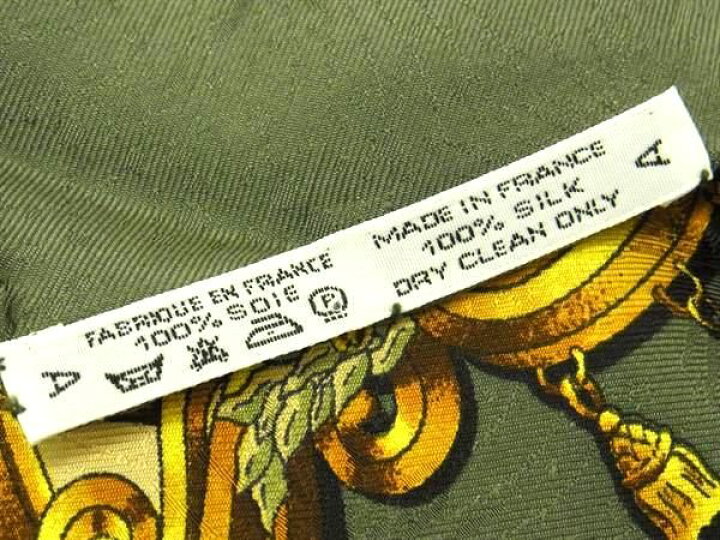 A
FABRIQUE EN FRANCE
100% SOIE
P
MADE IN FRANCE
100% SILK
DRY CLEAN ONLY
A